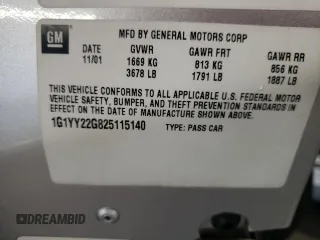 GM
MFD BY GENERAL MOTORS CORP
DATE GVWR GAWR FRT GAWR RR
11/01 1669 KG 813 KG 856 KG
3678 LB 1791 LB 1887 LB
THIS VEHICLE CONFORMS TO ALL APPLICABLE U.S. FEDERAL MOTOR
VEHICLE SAFETY, BUMPER, AND THEFT PREVENTION STANDARDS IN
EFFECT ON THE DATE OF MANUFACTURE SHOWN ABOVE.
1G1YY22G825115140 TYPE: PASS CAR
DREAMBID